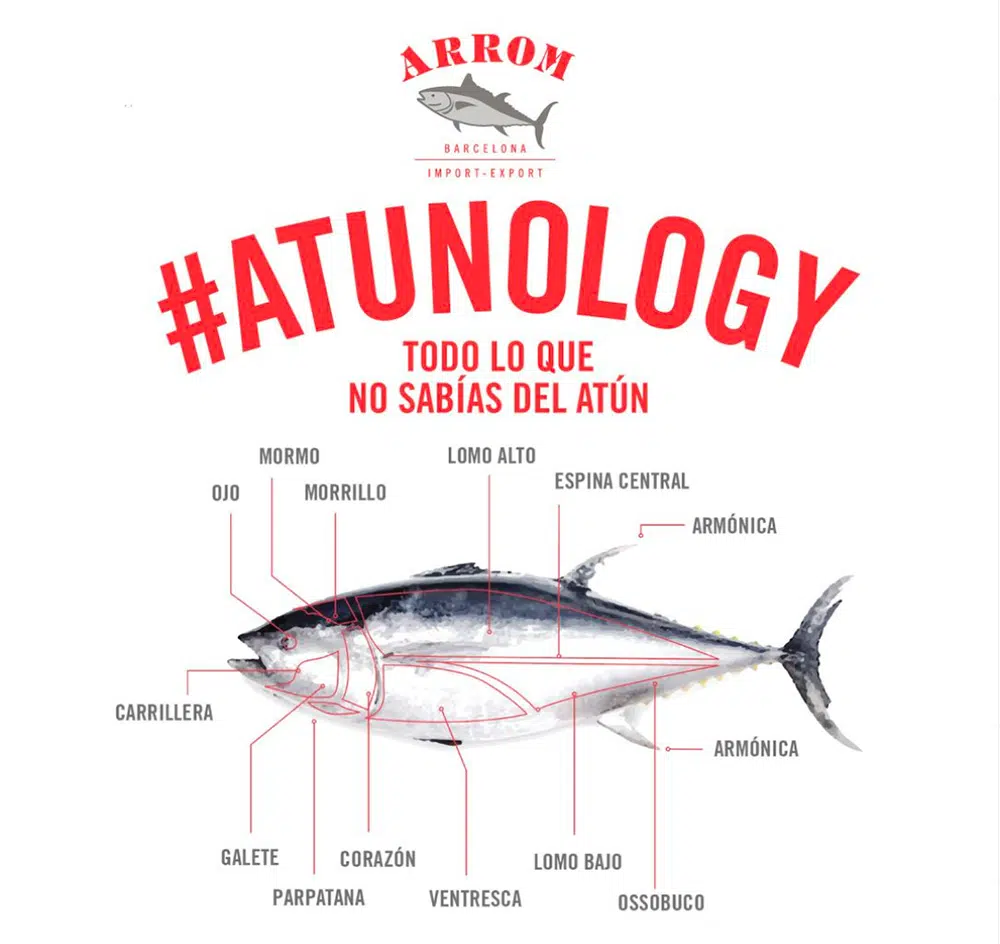 ARROM
BARCELONA
IMPORT-EXPORT
#ATUNOLOGY
TODO LO QUE
NO SABÍAS DEL ATÚN
MORMO
LOMO ALTO
ESPINA CENTRAL
OJO
MORRILLO
ARMÓNICA
CARRILLERA
ARMÓNICA
GALETE
CORAZÓN
LOMO BAJO
PARPATANA
VENTRESCA
OSSOBUCO